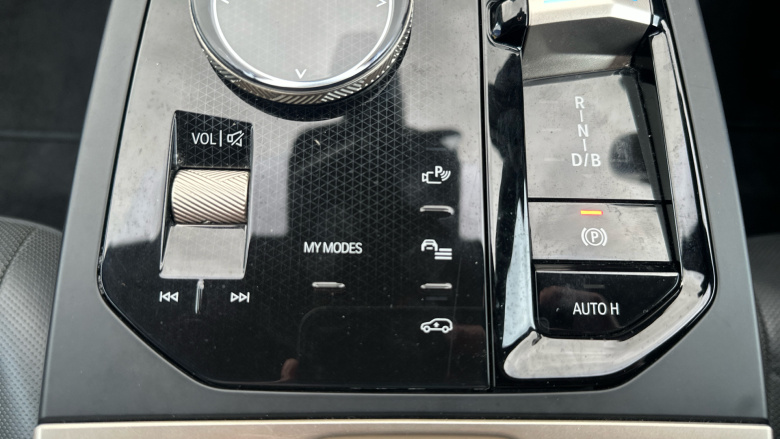 VOL
P
MY MODES
R
N
D/B
(P)
AUTO H